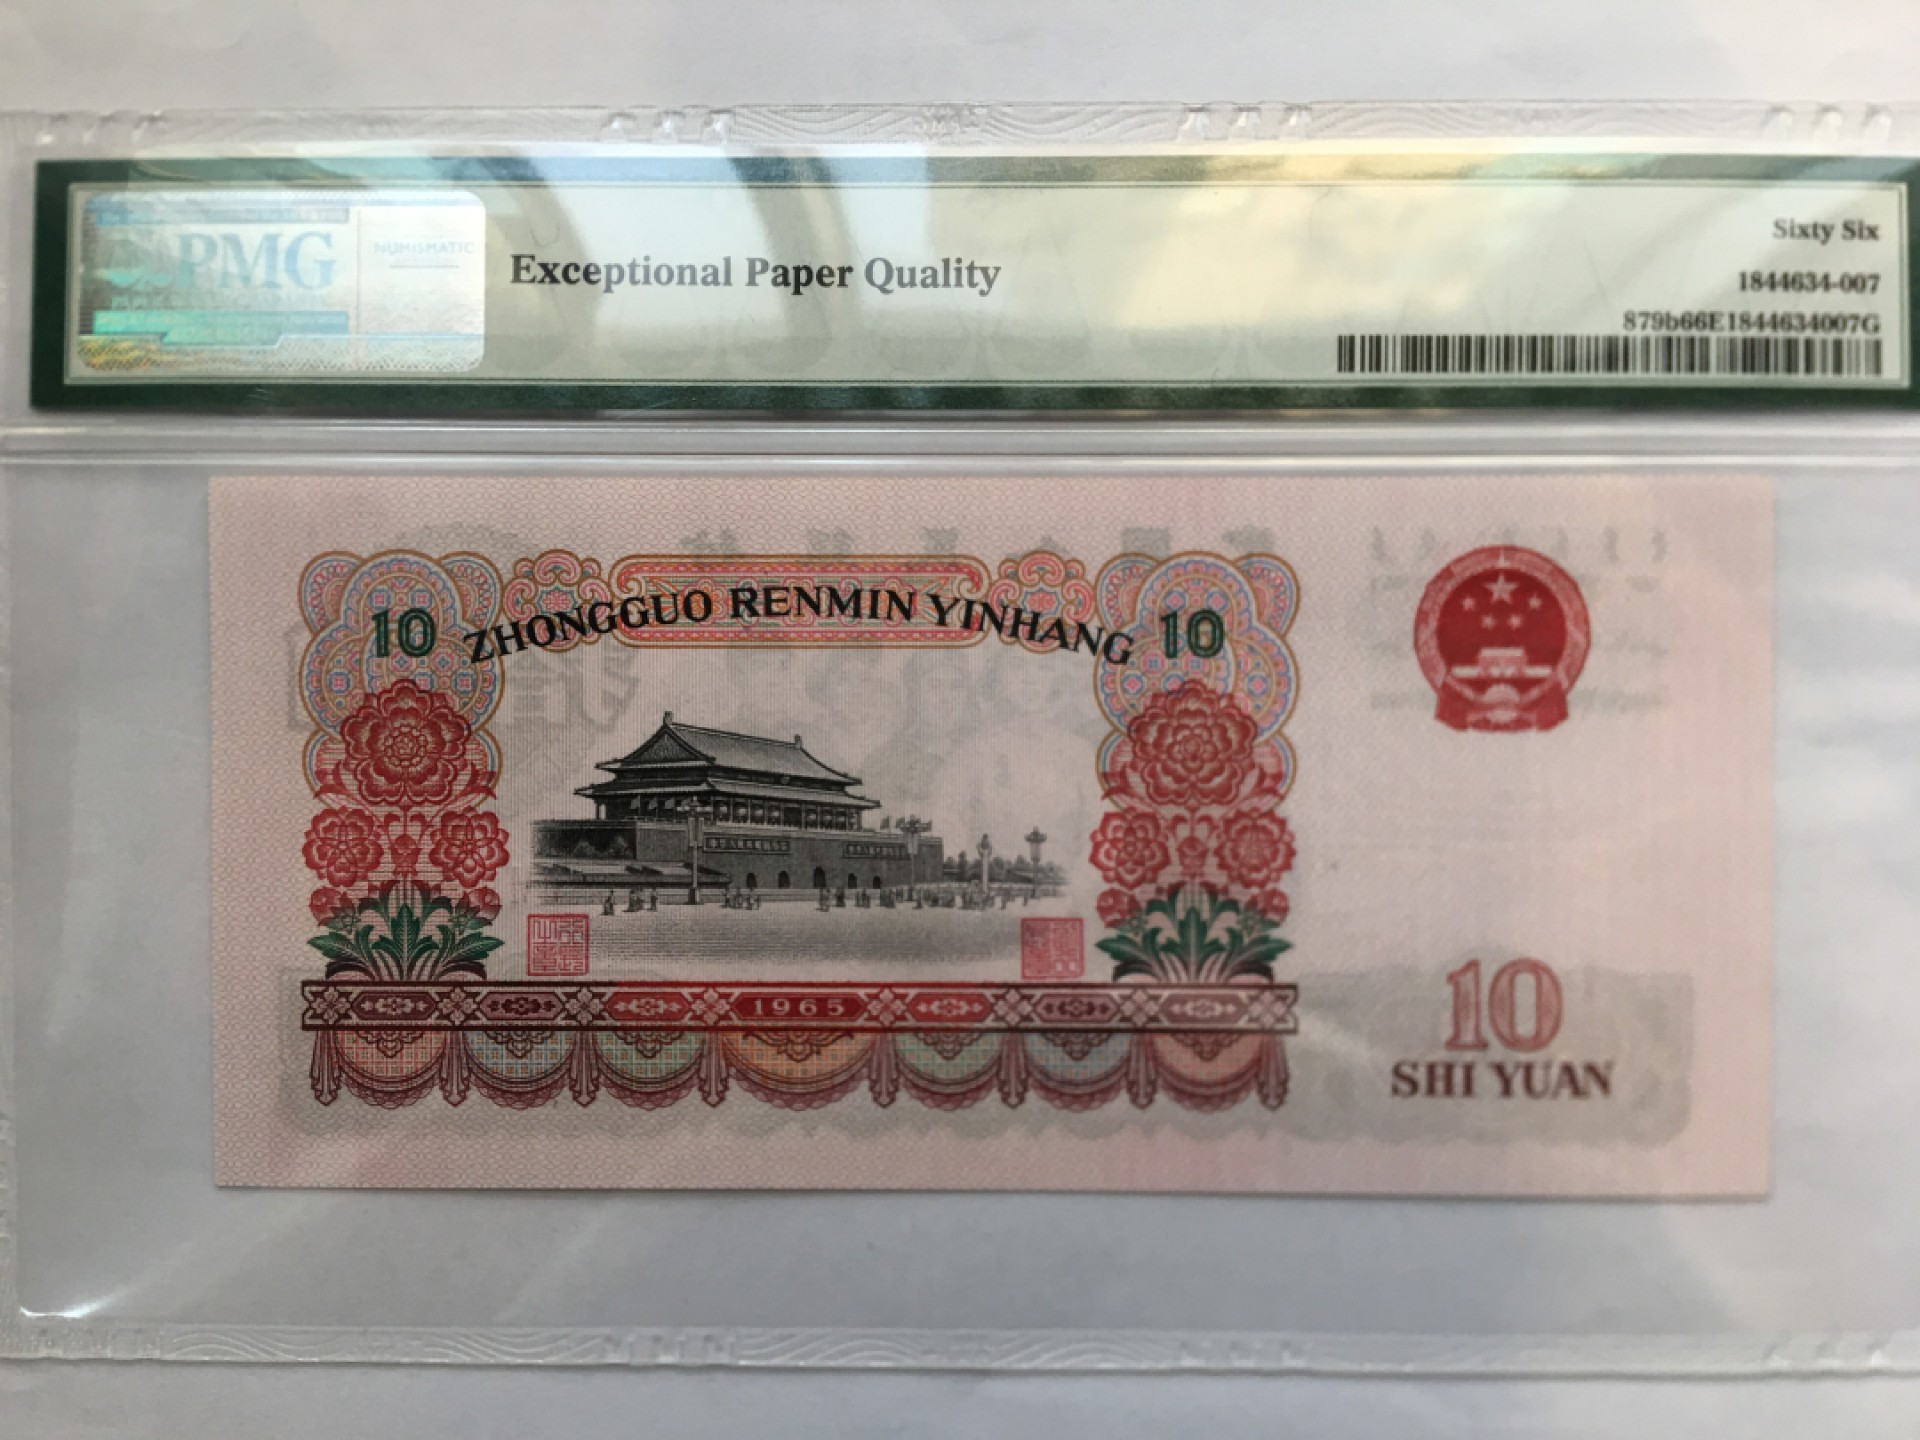 PMG
NUMISMATIC
Exceptional Paper Quality
Sixty Six
1844634-007
879b66E1844634007G
10 ZHONGGUO RENMIN YINHANG 10
1965
10
SHI YUAN